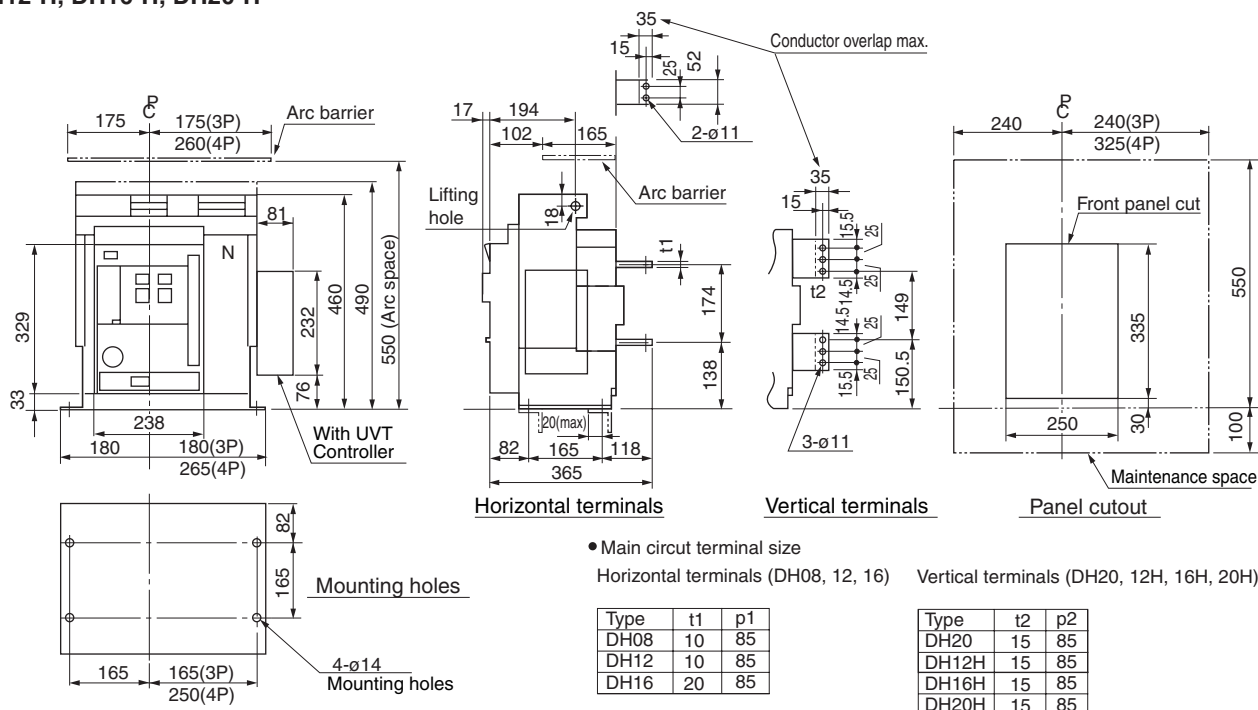 35
15
25
52
Conductor overlap max.
2-ø11
P
C
175
175(3P)
260(4P)
Arc barrier
81
N
329
33
232
76
460
490
550 (Arc space)
238
180
180(3P)
265(4P)
With UVT
Controller
17
194
102
165
Arc barrier
Lifting
hole
18
t1
174
138
20(max)
82
165
118
365
Horizontal terminals
35
15
15.5
25
t2
14.5
25
149
14.5
25
150.5
15.5
25
3-ø11
Vertical terminals
P
C
240
240(3P)
325(4P)
Front panel cut
335
550
250
30
100
Maintenance space
Panel cutout
82
165
Mounting holes
165
165(3P)
250(4P)
4-ø14
Mounting holes
● Main circut terminal size
Horizontal terminals (DH08, 12, 16)
Type t1 p1
DH08 10 85
DH12 10 85
DH16 20 85
Vertical terminals (DH20, 12H, 16H, 20H)
Type t2 p2
DH20 15 85
DH12H 15 85
DH16H 15 85
DH20H 15 85